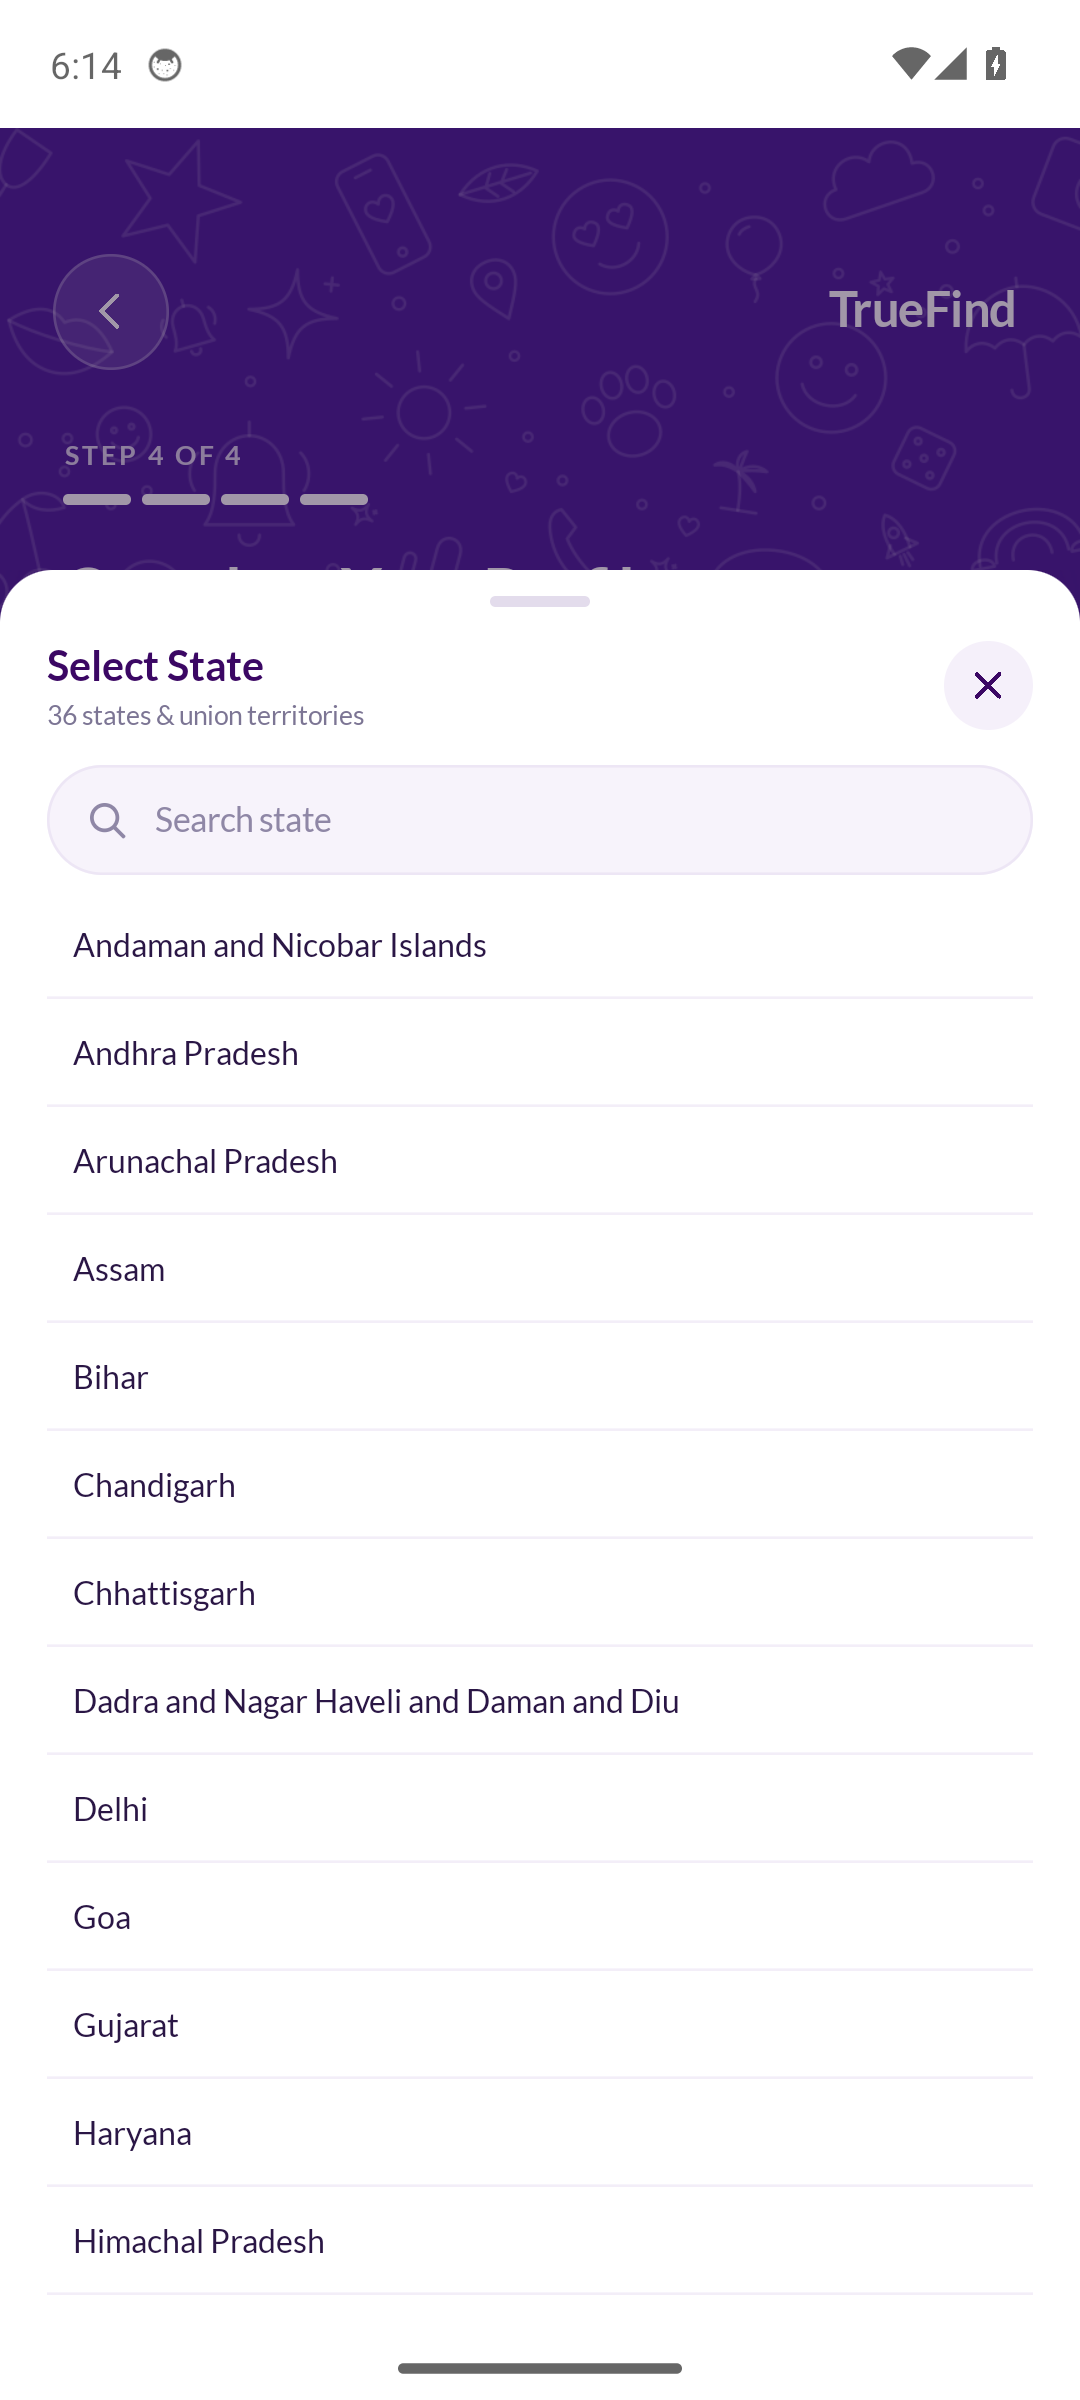 6:14
TrueFind
STEP 4 OF 4
Select State
36 states & union territories
Search state
Andaman and Nicobar Islands
Andhra Pradesh
Arunachal Pradesh
Assam
Bihar
Chandigarh
Chhattisgarh
Dadra and Nagar Haveli and Daman and Diu
Delhi
Goa
Gujarat
Haryana
Himachal Pradesh